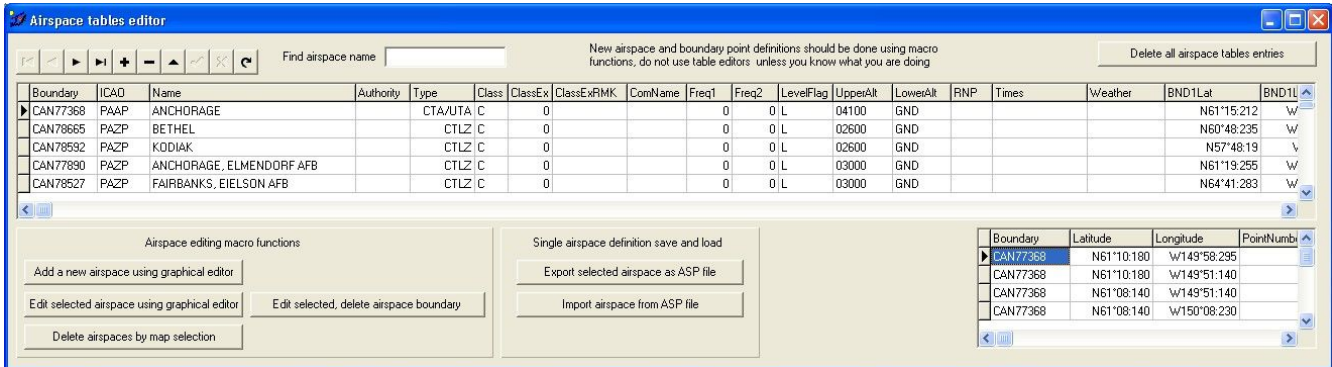 Airspace tables editor
Find airspace name
New airspace and boundary point definitions should be done using macro
functions, do not use table editors unless you know what you are doing
Delete all airspace tables entries
Boundary ICAO Name Authority Type Class ClassEx ClassExRMK ComName Freq1 Freq2 LevelFlag UpperAlt LowerAlt RNP Times Weather BND1Lat BND1L
CAN77368 PAAP ANCHORAGE CTA/UTA C 0 0 0 L 04100 GND N61°15:212 W
CAN78665 PAZP BETHEL CTLZ C 0 0 0 L 02600 GND N60°48:235 W
CAN78592 PAZP KODIAK CTLZ C 0 0 0 L 02600 GND N57°48:19
CAN77890 PAZP ANCHORAGE, ELMENDORF AFB CTLZ C 0 0 0 L 03000 GND N61°19:255 W
CAN78527 PAZP FAIRBANKS, EIELSON AFB CTLZ C 0 0 0 L 03000 GND N64°41:283 W
Airspace editing macro functions
Add a new airspace using graphical editor
Edit selected airspace using graphical editor
Edit selected, delete airspace boundary
Delete airspaces by map selection
Single airspace definition save and load
Export selected airspace as ASP file
Import airspace from ASP file
Boundary Latitude Longitude PointNumb
CAN77368 N61°10:180 W149°58:295
CAN77368 N61°10:180 W149°51:140
CAN77368 N61°08:140 W149°51:140
CAN77368 N61°08:140 W150°08:230